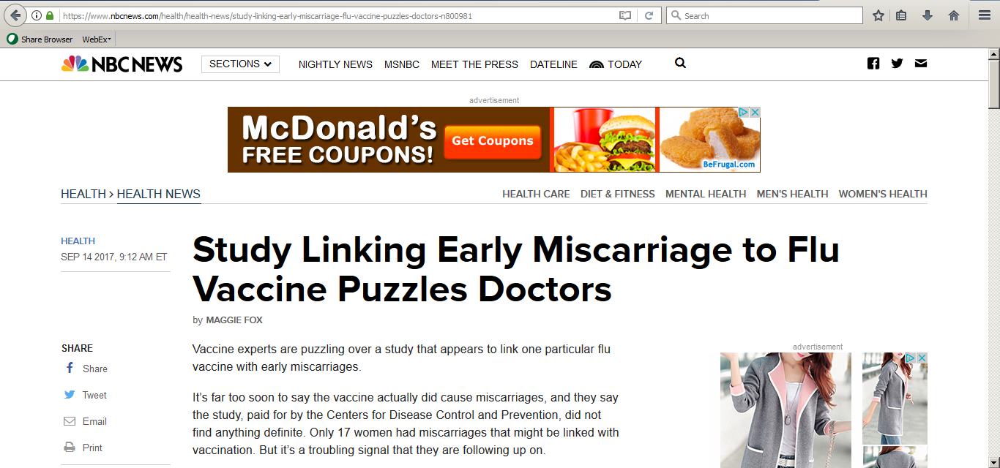 https://www.nbcnews.com/health/health-news/study-linking-early-miscarriage-flu-vaccine-puzzles-doctors-n800981
Search
Share Browser WebEx
NBC NEWS SECTIONS NIGHTLY NEWS MSNBC MEET THE PRESS DATELINE TODAY
advertisement
McDonald's
FREE COUPONS!
Get Coupons
BeFrugal.com
HEALTH > HEALTH NEWS HEALTH CARE DIET & FITNESS MENTAL HEALTH MEN'S HEALTH WOMEN'S HEALTH
HEALTH
SEP 14 2017, 9:12 AM ET
Study Linking Early Miscarriage to Flu
Vaccine Puzzles Doctors
by MAGGIE FOX
SHARE
Share
Tweet
Email
Print
Vaccine experts are puzzling over a study that appears to link one particular flu
vaccine with early miscarriages.
It's far too soon to say the vaccine actually did cause miscarriages, and they say
the study, paid for by the Centers for Disease Control and Prevention, did not
find anything definite. Only 17 women had miscarriages that might be linked with
vaccination. But it's a troubling signal that they are following up on.
advertisement